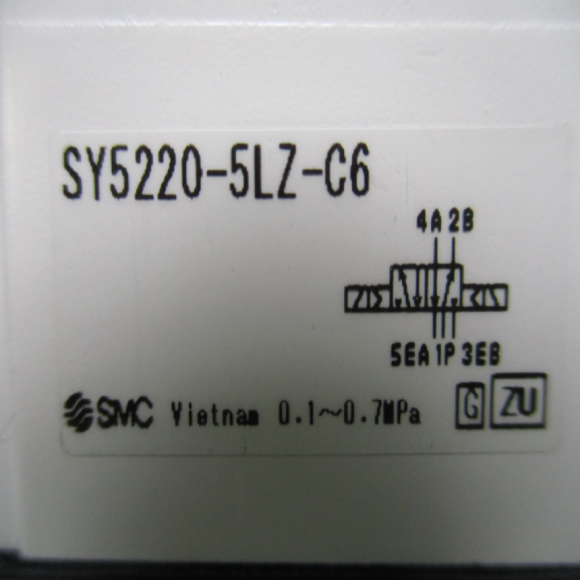 SY5220-5LZ-C6
4A 2B
5EA 1P 3EB
SMC Vietnam 0.1~0.7MPa G ZU